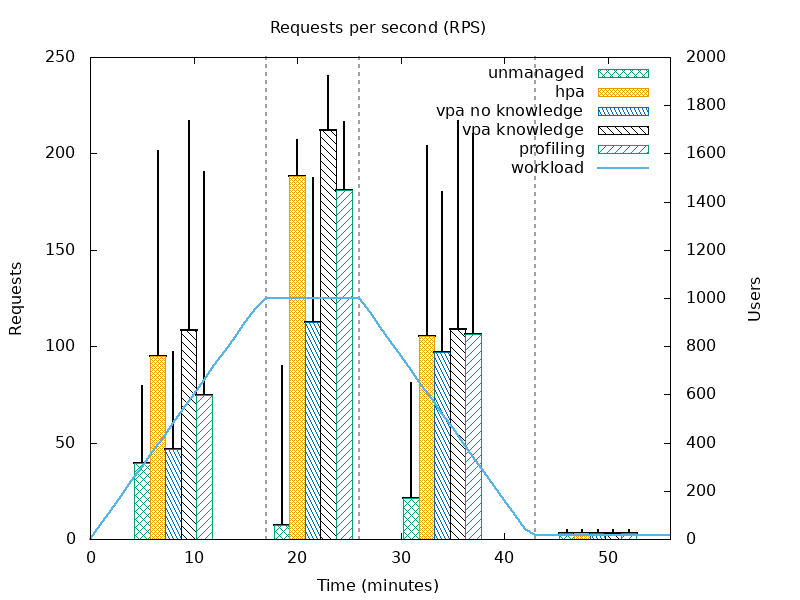 Requests per second (RPS)
250
200
150
100
50
0
Requests
2000
1800
1600
1400
1200
1000
800
600
400
200
0
Users
unmanaged
hpa
vpa no knowledge
vpa knowledge
profiling
workload
0 10 20 30 40 50
Time (minutes)